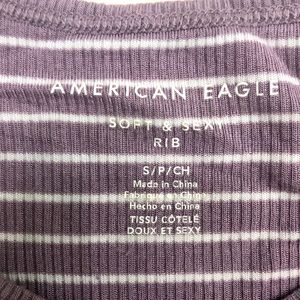 AMERICAN EAGLE
SOFT & SEXY
RIB
S/P/CH
Made in China
Fabriqué en Chine
Hecho en China
TISSU CÔTELÉ
DOUX ET SEXY